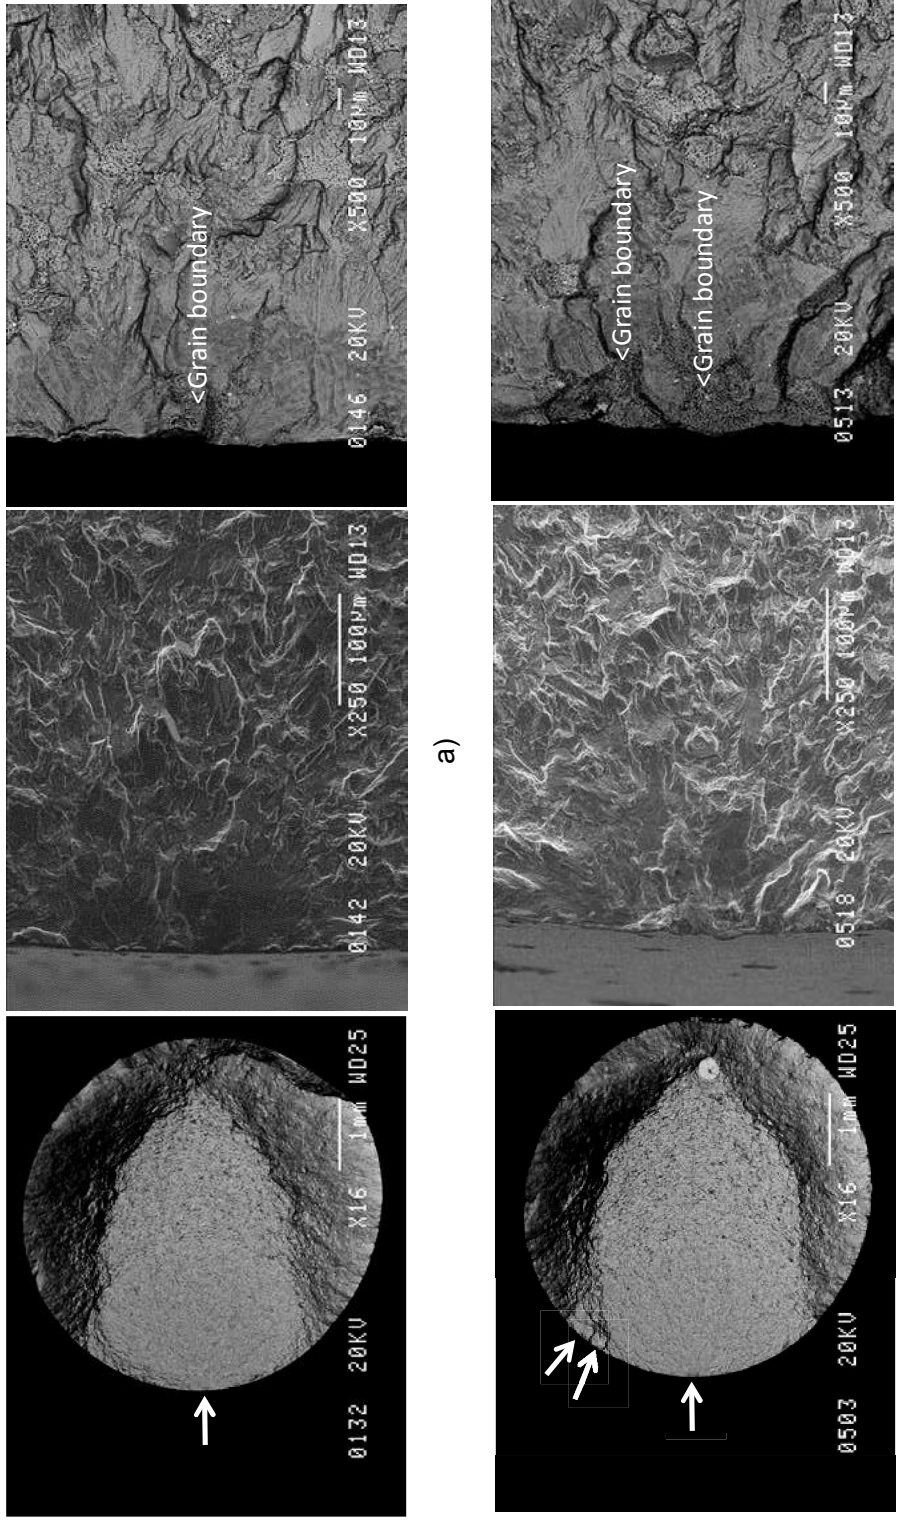 0132 20KV X16 1mm WD25
0142 20KV X250 100µm WD13
<Grain boundary
0146 20KV X500 10µm WD13
a)
0503 20KV X16 1mm WD25
0518 20KV X250 100µm WD13
<Grain boundary
<Grain boundary
0513 20KV X500 10µm WD13